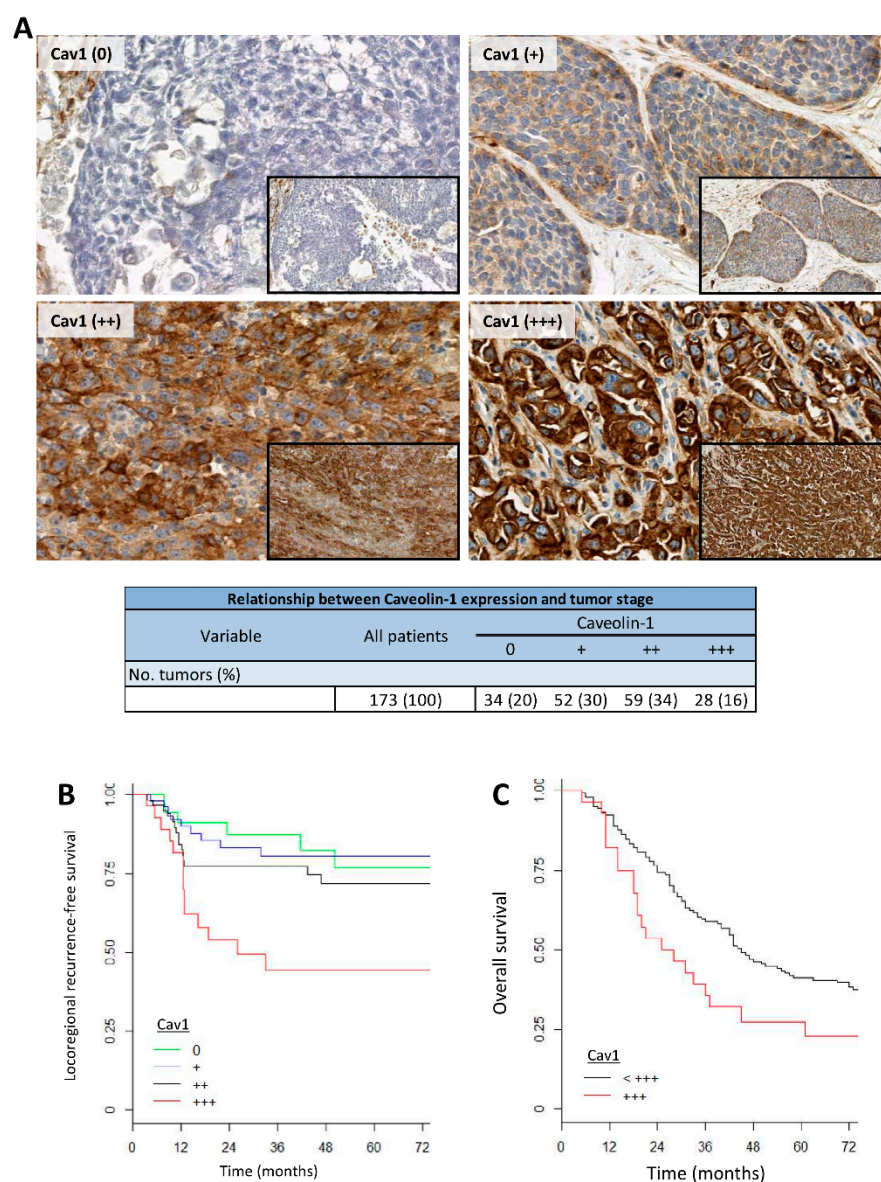 A
Cav1 (0)
Cav1 (+)
Cav1 (++)
Cav1 (+++)
Relationship between Caveolin-1 expression and tumor stage
Variable All patients Caveolin-1
0 + ++ +++
No. tumors (%)
173 (100) 34 (20) 52 (30) 59 (34) 28 (16)
B
Locoregional recurrence-free survival
1.00
0.75
0.50
0.25
0
Cav1
0
+
++
+++
0 12 24 36 48 60 72
Time (months)
C
Overall survival
1.00
0.75
0.50
0.25
0
Cav1
< +++
+++
0 12 24 36 48 60 72
Time (months)